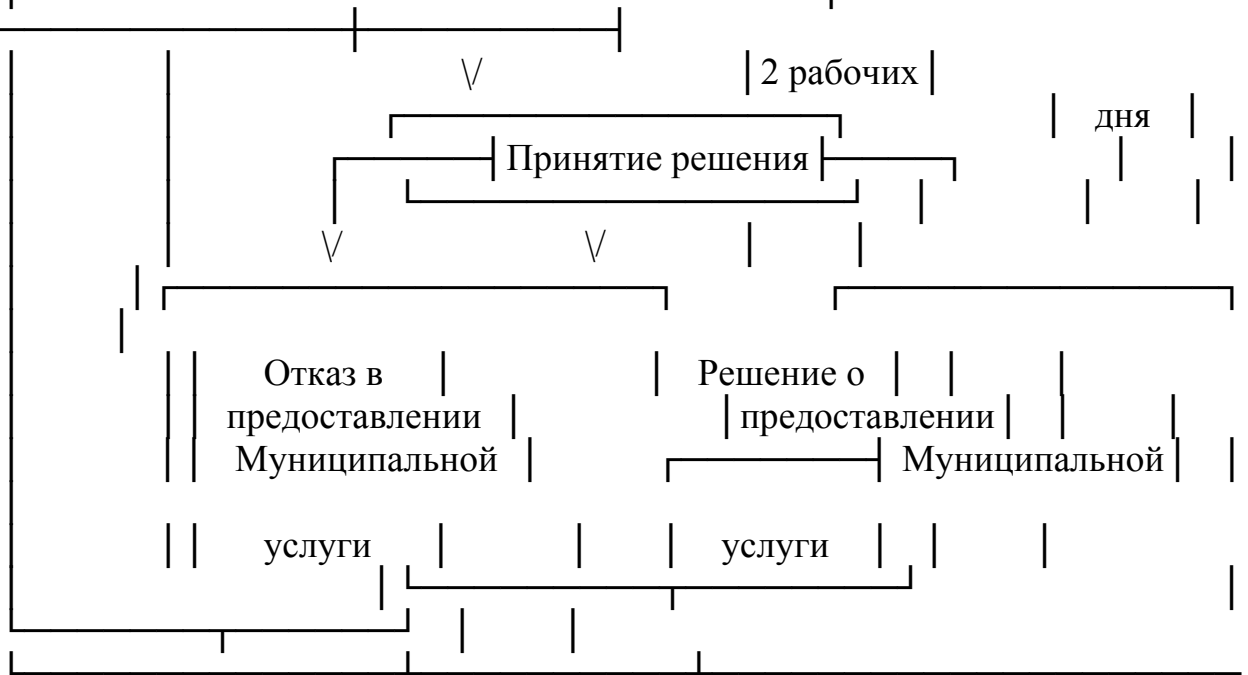 2 рабочих
дня
Принятие решения
Отказ в Решение о
предоставлении предоставлении
Муниципальной Муниципальной
услуги услуги